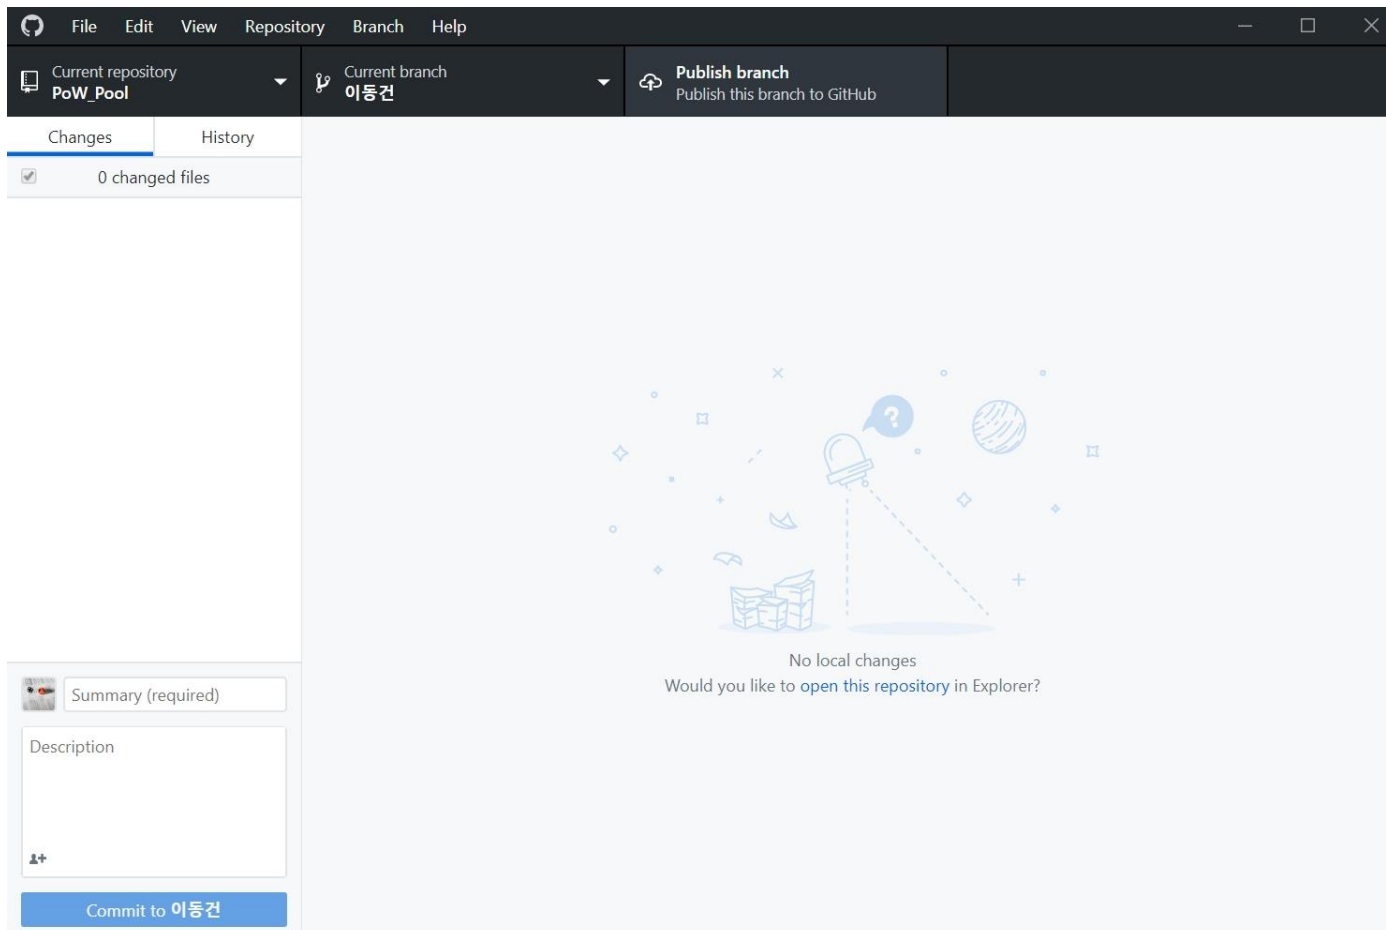 File Edit View Repository Branch Help
Current repository
PoW_Pool
Current branch
이동건
Publish branch
Publish this branch to GitHub
Changes History
0 changed files
?
No local changes
Would you like to open this repository in Explorer?
Summary (required)
Description
Commit to 이동건